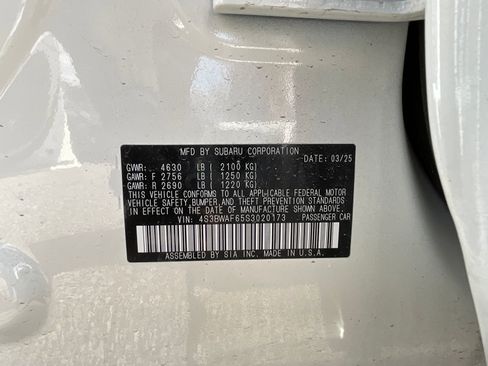 MFD BY SUBARU CORPORATION
DATE: 03/25
GVWR: 4630 LB ( 2100 KG)
GAWR: F 2756 LB ( 1250 KG)
GAWR: R 2690 LB ( 1220 KG)
THIS VEHICLE CONFORMS TO ALL APPLICABLE FEDERAL MOTOR
VEHICLE SAFETY, BUMPER, AND THEFT PREVENTION
STANDARDS IN EFFECT ON THE
DATE OF MANUFACTURE SHOWN ABOVE.
VIN: 4S3BWAF65S3020173 PASSENGER CAR
ASSEMBLED BY SIA INC. MADE IN U.S.A.